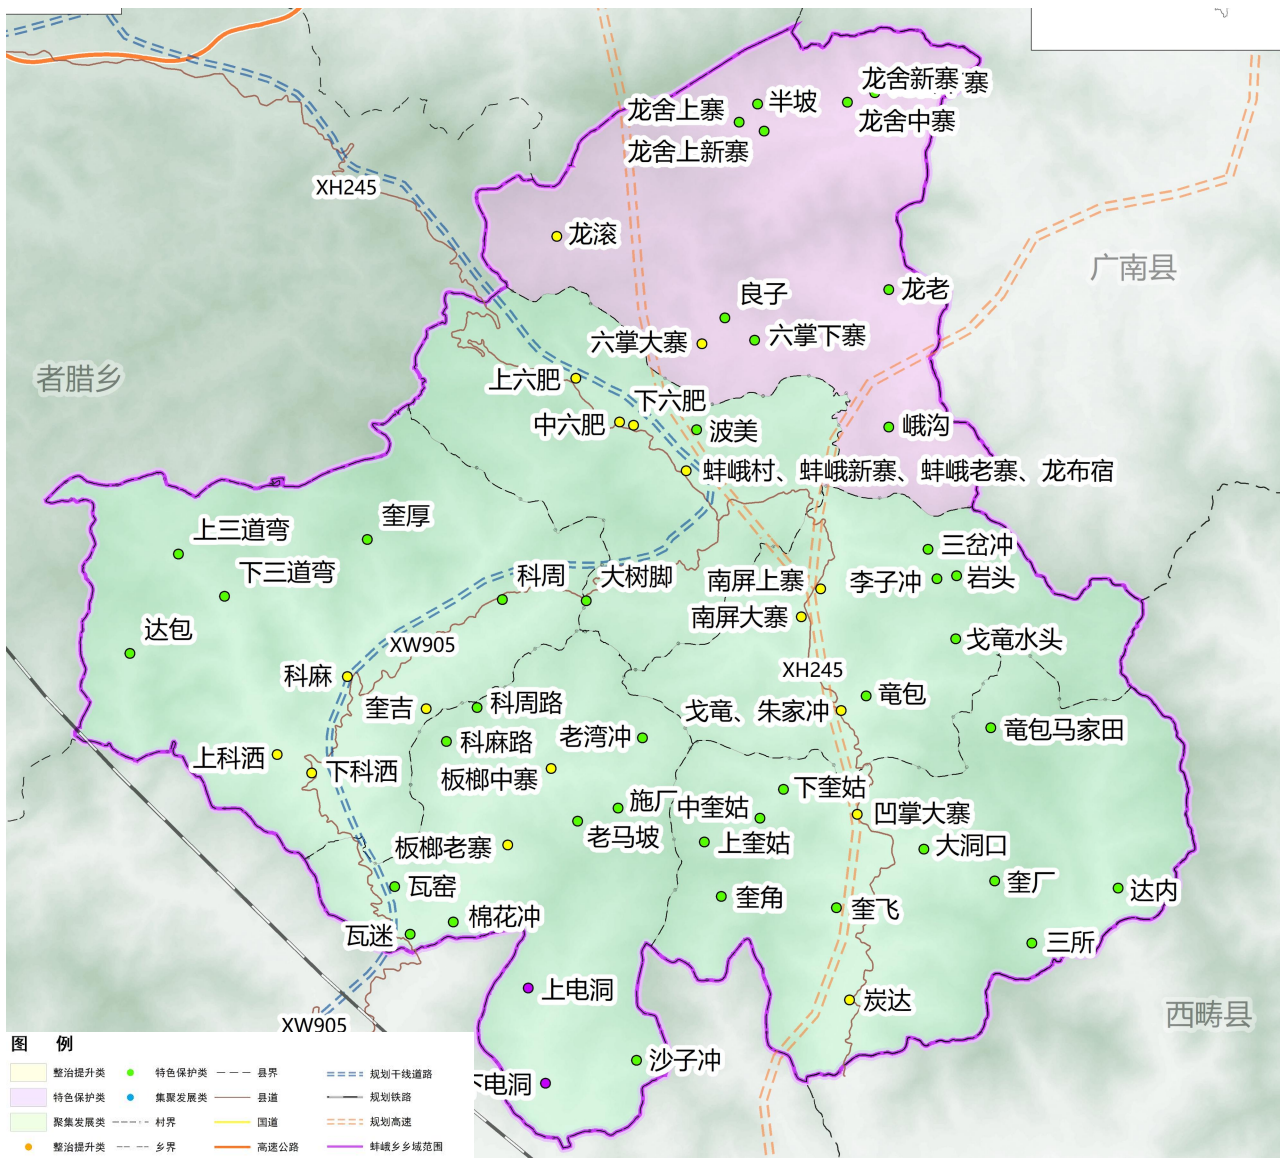 龙舍新寨
寨
龙舍上寨
半坡
龙舍中寨
龙舍上新寨
XH245
龙滚
广南县
龙老
良子
六掌大寨
六掌下寨
者腊乡
上六肥
下六肥
中六肥
波美
峨沟
蚌峨村、蚌峨新寨、蚌峨老寨、龙布宿
奎厚
上三道弯
三岔冲
下三道弯
科周
大树脚
南屏上寨
李子冲
岩头
南屏大寨
达包
戈竜水头
XW905
XH245
科麻
竜包
奎吉
科周路
戈竜、朱家冲
竜包马家田
科麻路
老湾冲
上科洒
下科洒
板榔中寨
下奎姑
施厂
中奎姑
凹掌大寨
老马坡
上奎姑
板榔老寨
大洞口
瓦窑
奎厂
达内
奎角
棉花冲
奎飞
瓦迷
三所
上电洞
炭达
西畴县
XW905
沙子冲
下电洞
图 例
整治提升类 特色保护类 县界 规划干线道路
特色保护类 集聚发展类 县道 规划铁路
聚集发展类 村界 国道 规划高速
整治提升类 乡界 高速公路 蚌峨乡乡域范围